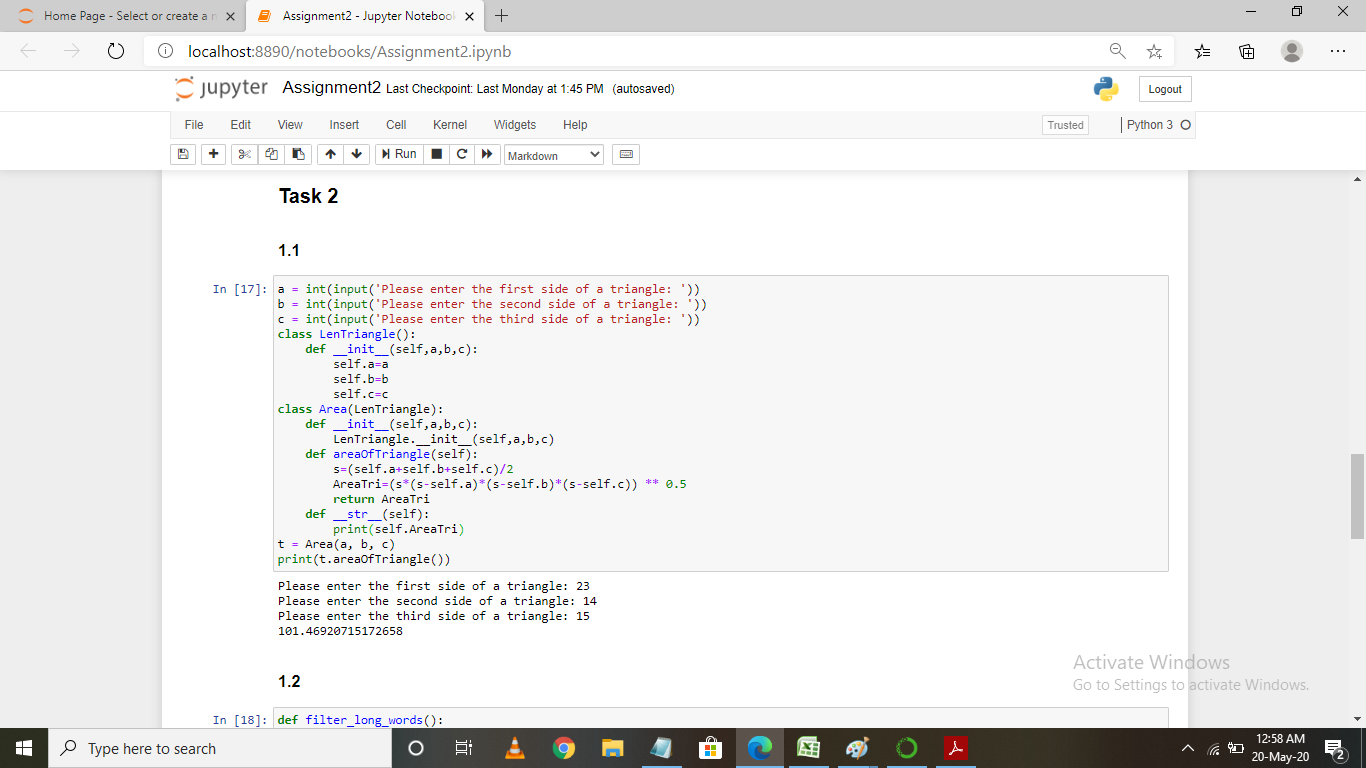 Home Page - Select or create a n
Assignment2 - Jupyter Notebook
localhost:8890/notebooks/Assignment2.ipynb
jupyter Assignment2 Last Checkpoint: Last Monday at 1:45 PM (autosaved)
Logout
File Edit View Insert Cell Kernel Widgets Help
Trusted
Python 3
Run
Markdown
Task 2
1.1
In [17]:
a = int(input('Please enter the first side of a triangle: '))
b = int(input('Please enter the second side of a triangle: '))
c = int(input('Please enter the third side of a triangle: '))
class LenTriangle():
    def __init__(self,a,b,c):
        self.a=a
        self.b=b
        self.c=c
class Area(LenTriangle):
    def __init__(self,a,b,c):
        LenTriangle.__init__(self,a,b,c)
    def areaOfTriangle(self):
        s=(self.a+self.b+self.c)/2
        AreaTri=(s*(s-self.a)*(s-self.b)*(s-self.c)) ** 0.5
        return AreaTri
    def __str__(self):
        print(self.AreaTri)
t = Area(a, b, c)
print(t.areaOfTriangle())
Please enter the first side of a triangle: 23
Please enter the second side of a triangle: 14
Please enter the third side of a triangle: 15
101.46920715172658
Activate Windows
Go to Settings to activate Windows.
1.2
In [18]: def filter_long_words():
Type here to search
12:58 AM
20-May-20
2